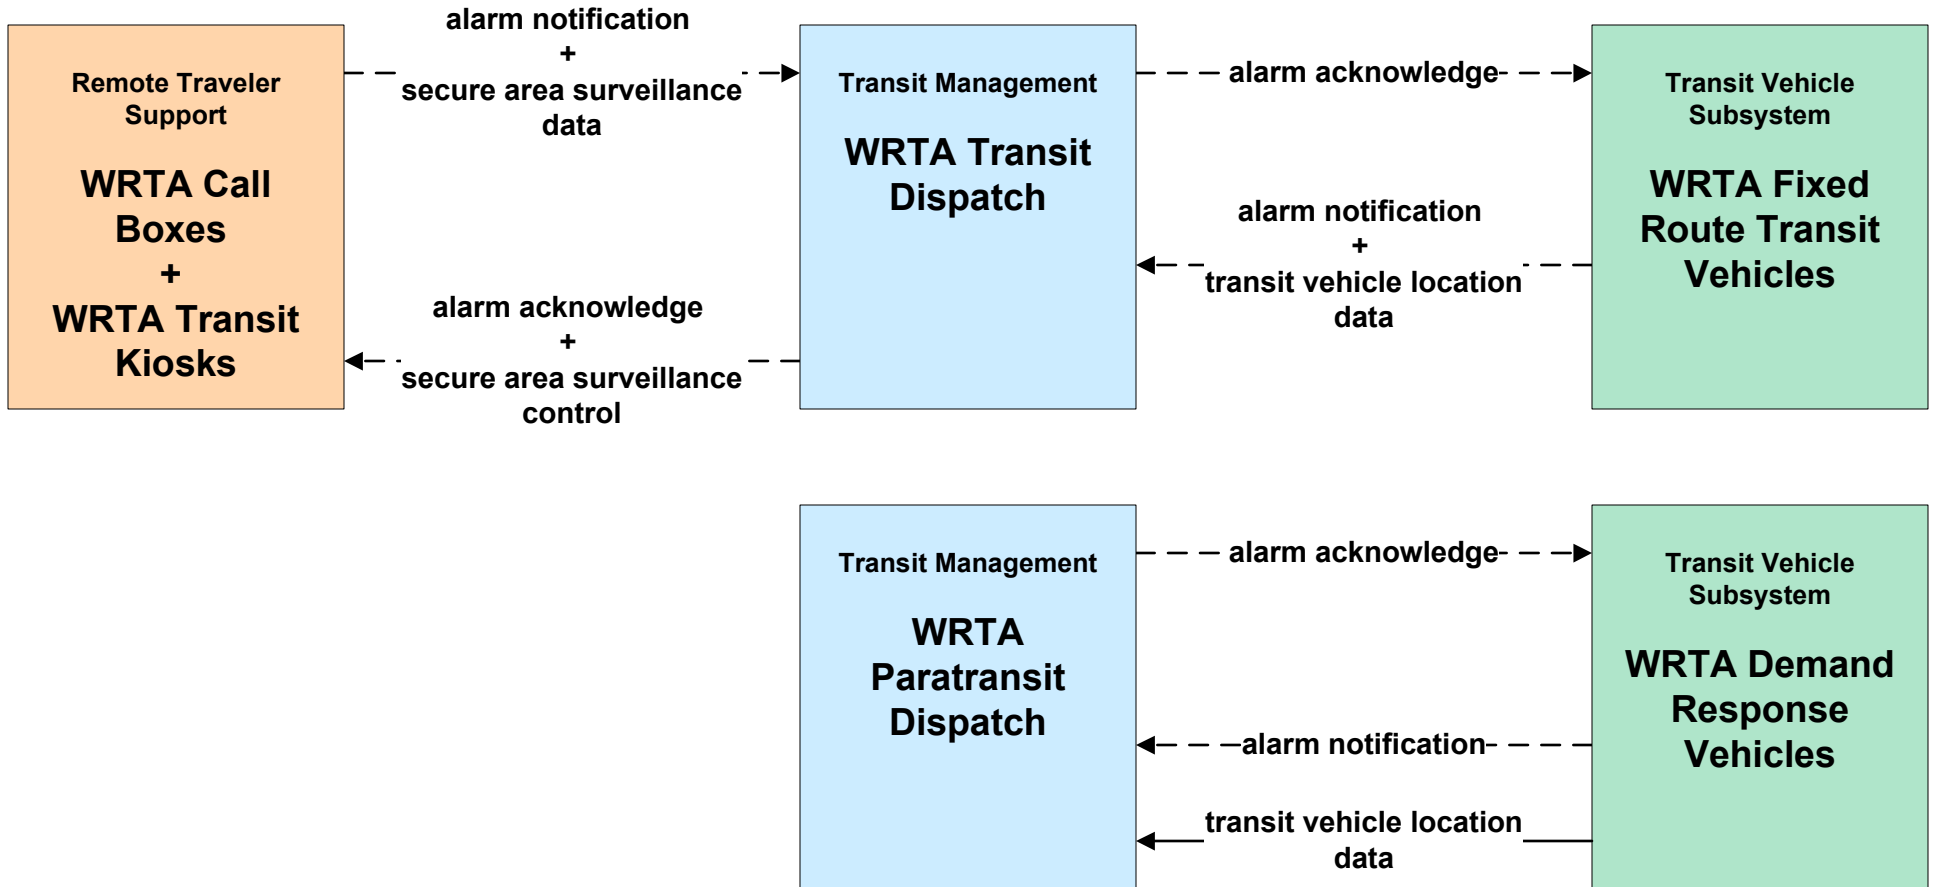 Remote Traveler
Support
WRTA Call
Boxes
+
WRTA Transit
Kiosks
alarm notification
+
secure area surveillance
data
alarm acknowledge
+
secure area surveillance
control
Transit Management
WRTA Transit
Dispatch
alarm acknowledge
alarm notification
+
transit vehicle location
data
Transit Vehicle
Subsystem
WRTA Fixed
Route Transit
Vehicles
Transit Management
WRTA
Paratransit
Dispatch
alarm acknowledge
alarm notification
transit vehicle location
data
Transit Vehicle
Subsystem
WRTA Demand
Response
Vehicles